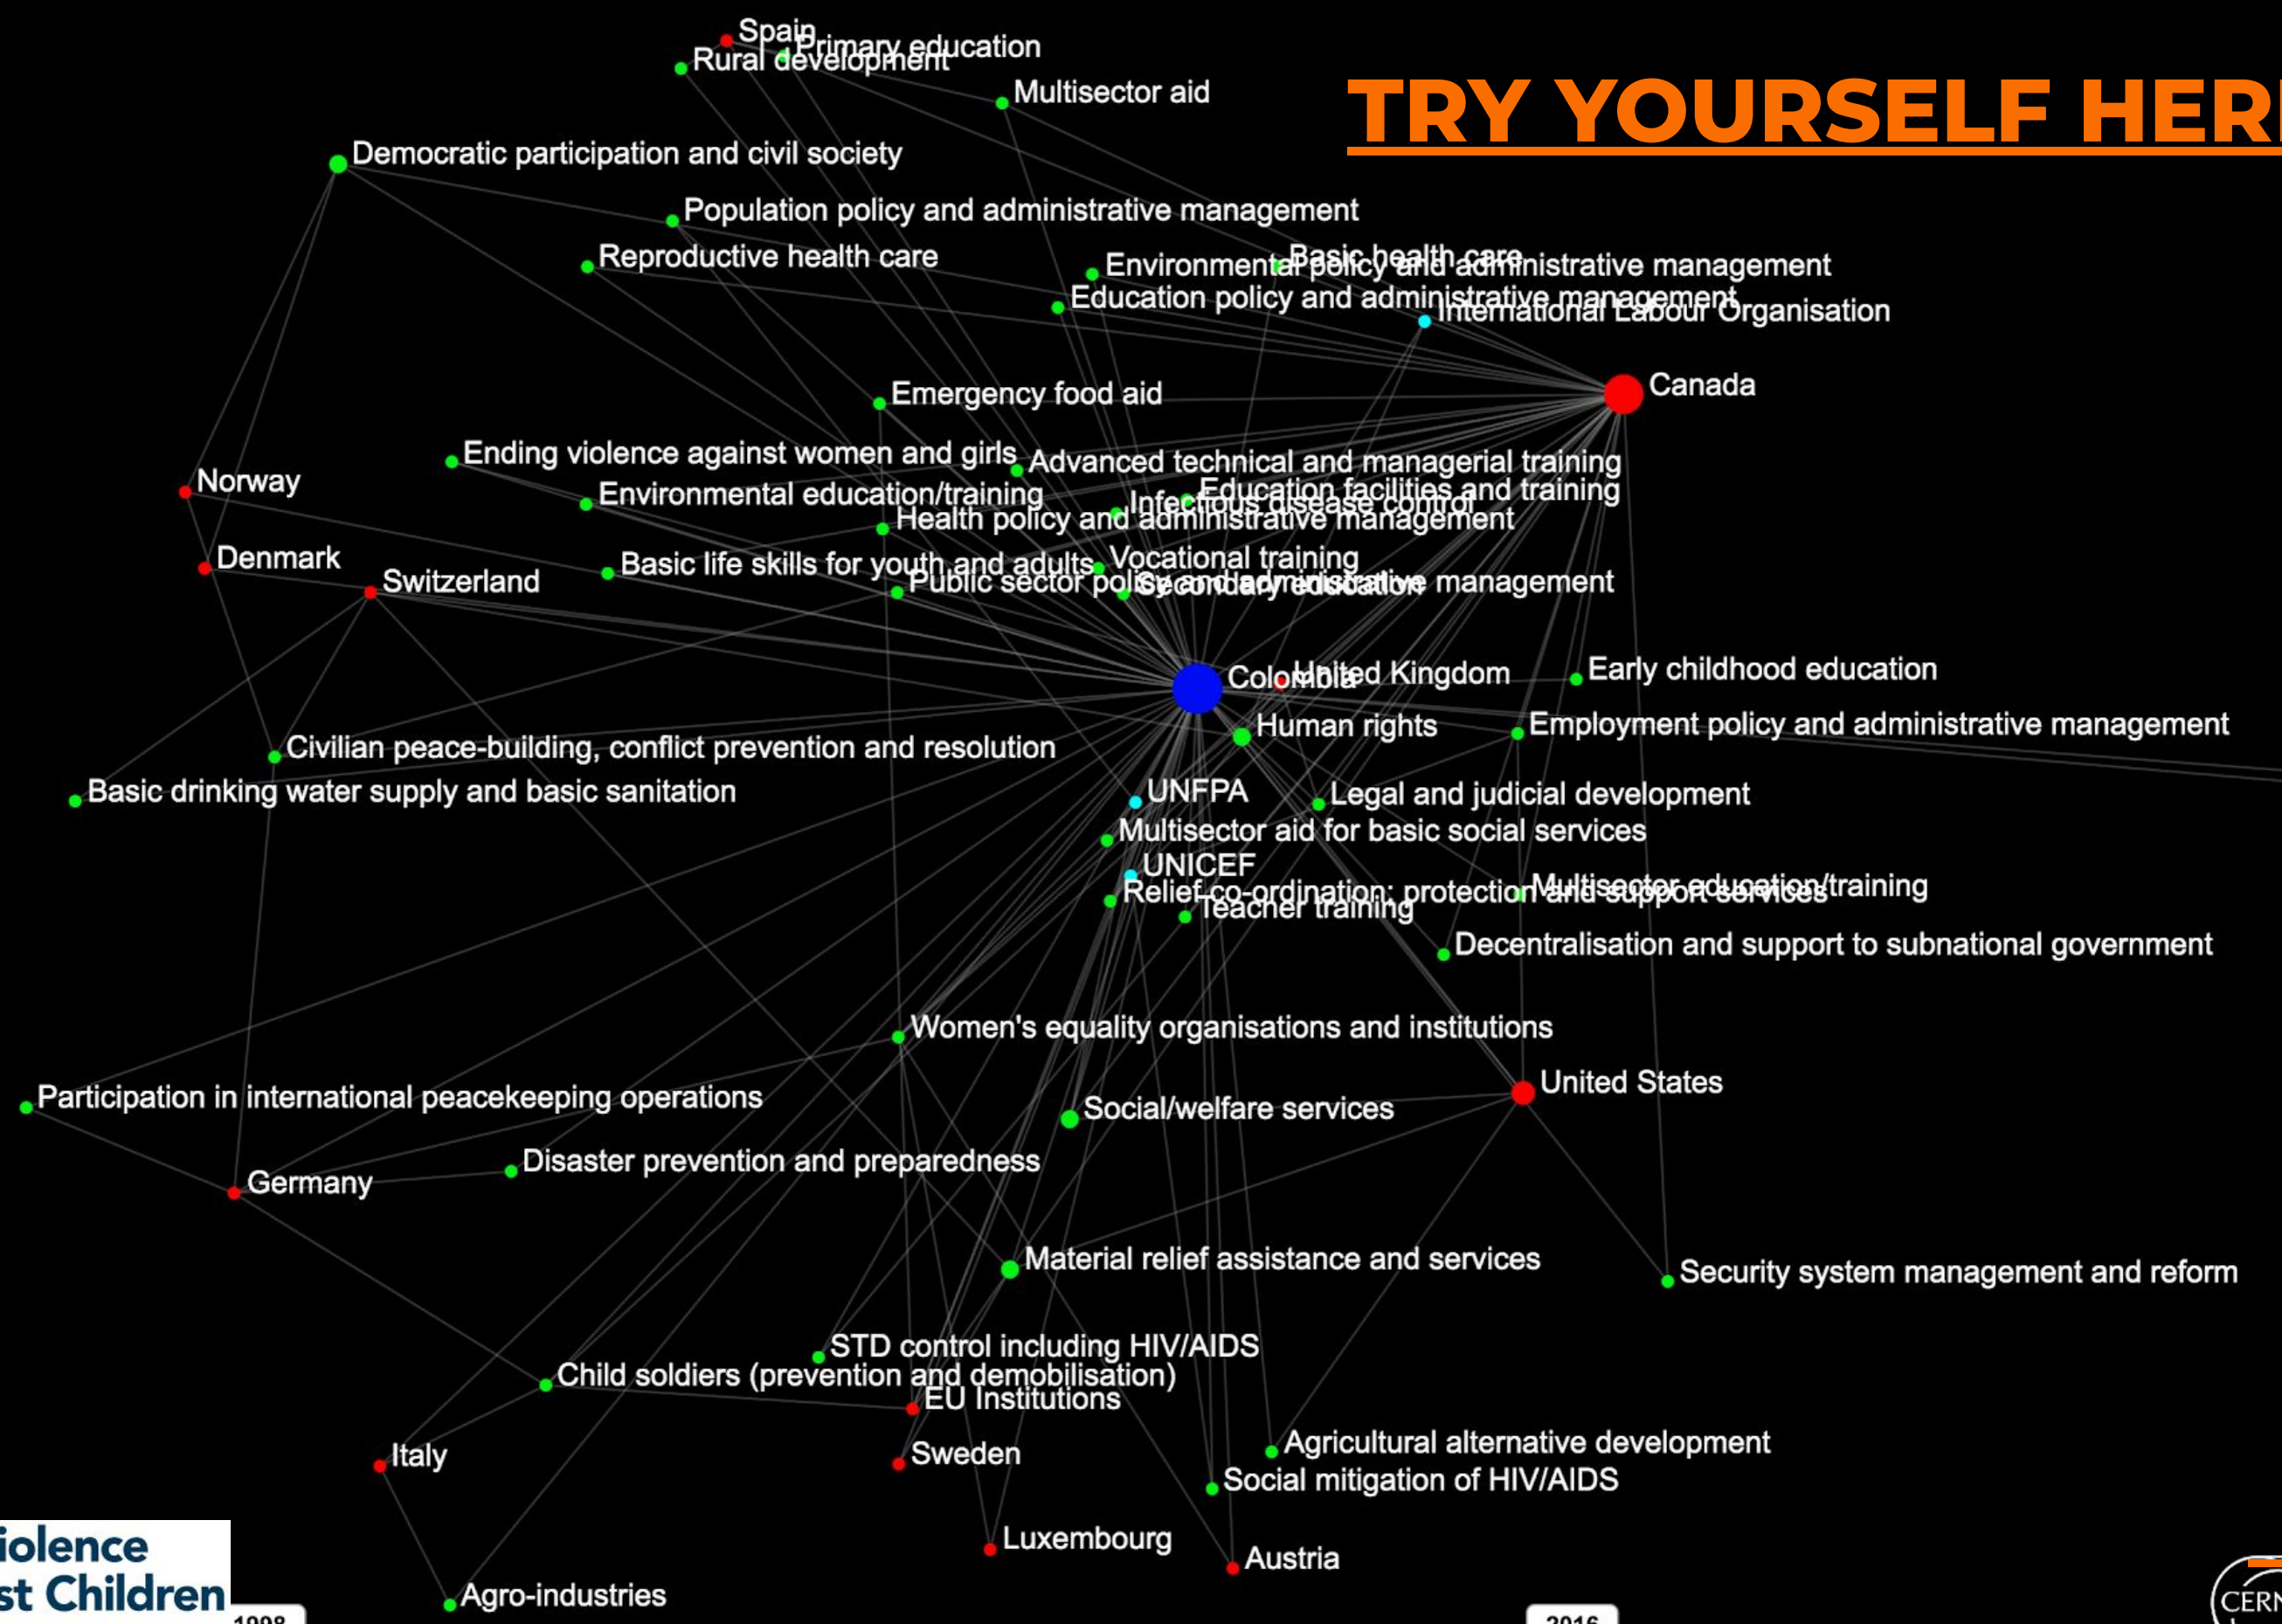 Spain
Primary education
Rural development
Multisector aid
TRY YOURSELF HER
Democratic participation and civil society
Population policy and administrative management
Reproductive health care
Basic health care
Environmental policy and administrative management
Education policy and administrative management
International Labour Organisation
Canada
Emergency food aid
Ending violence against women and girls
Advanced technical and managerial training
Norway
Environmental education/training
Education facilities and training
Infectious disease control
Health policy and administrative management
Denmark
Vocational training
Basic life skills for youth and adults
Switzerland
Public sector policy and administrative management
Secondary education
Colombia
United Kingdom
Early childhood education
Human rights
Employment policy and administrative management
Civilian peace-building, conflict prevention and resolution
Basic drinking water supply and basic sanitation
UNFPA
Legal and judicial development
Multisector aid for basic social services
UNICEF
Multisector education/training
Relief co-ordination; protection and support services
Teacher training
Decentralisation and support to subnational government
Women's equality organisations and institutions
United States
Participation in international peacekeeping operations
Social/welfare services
Disaster prevention and preparedness
Germany
Material relief assistance and services
Security system management and reform
STD control including HIV/AIDS
Child soldiers (prevention and demobilisation)
EU Institutions
Italy
Sweden
Agricultural alternative development
Social mitigation of HIV/AIDS
Luxembourg
Austria
Agro-industries
iolence
st Children
1998
2016
CERN